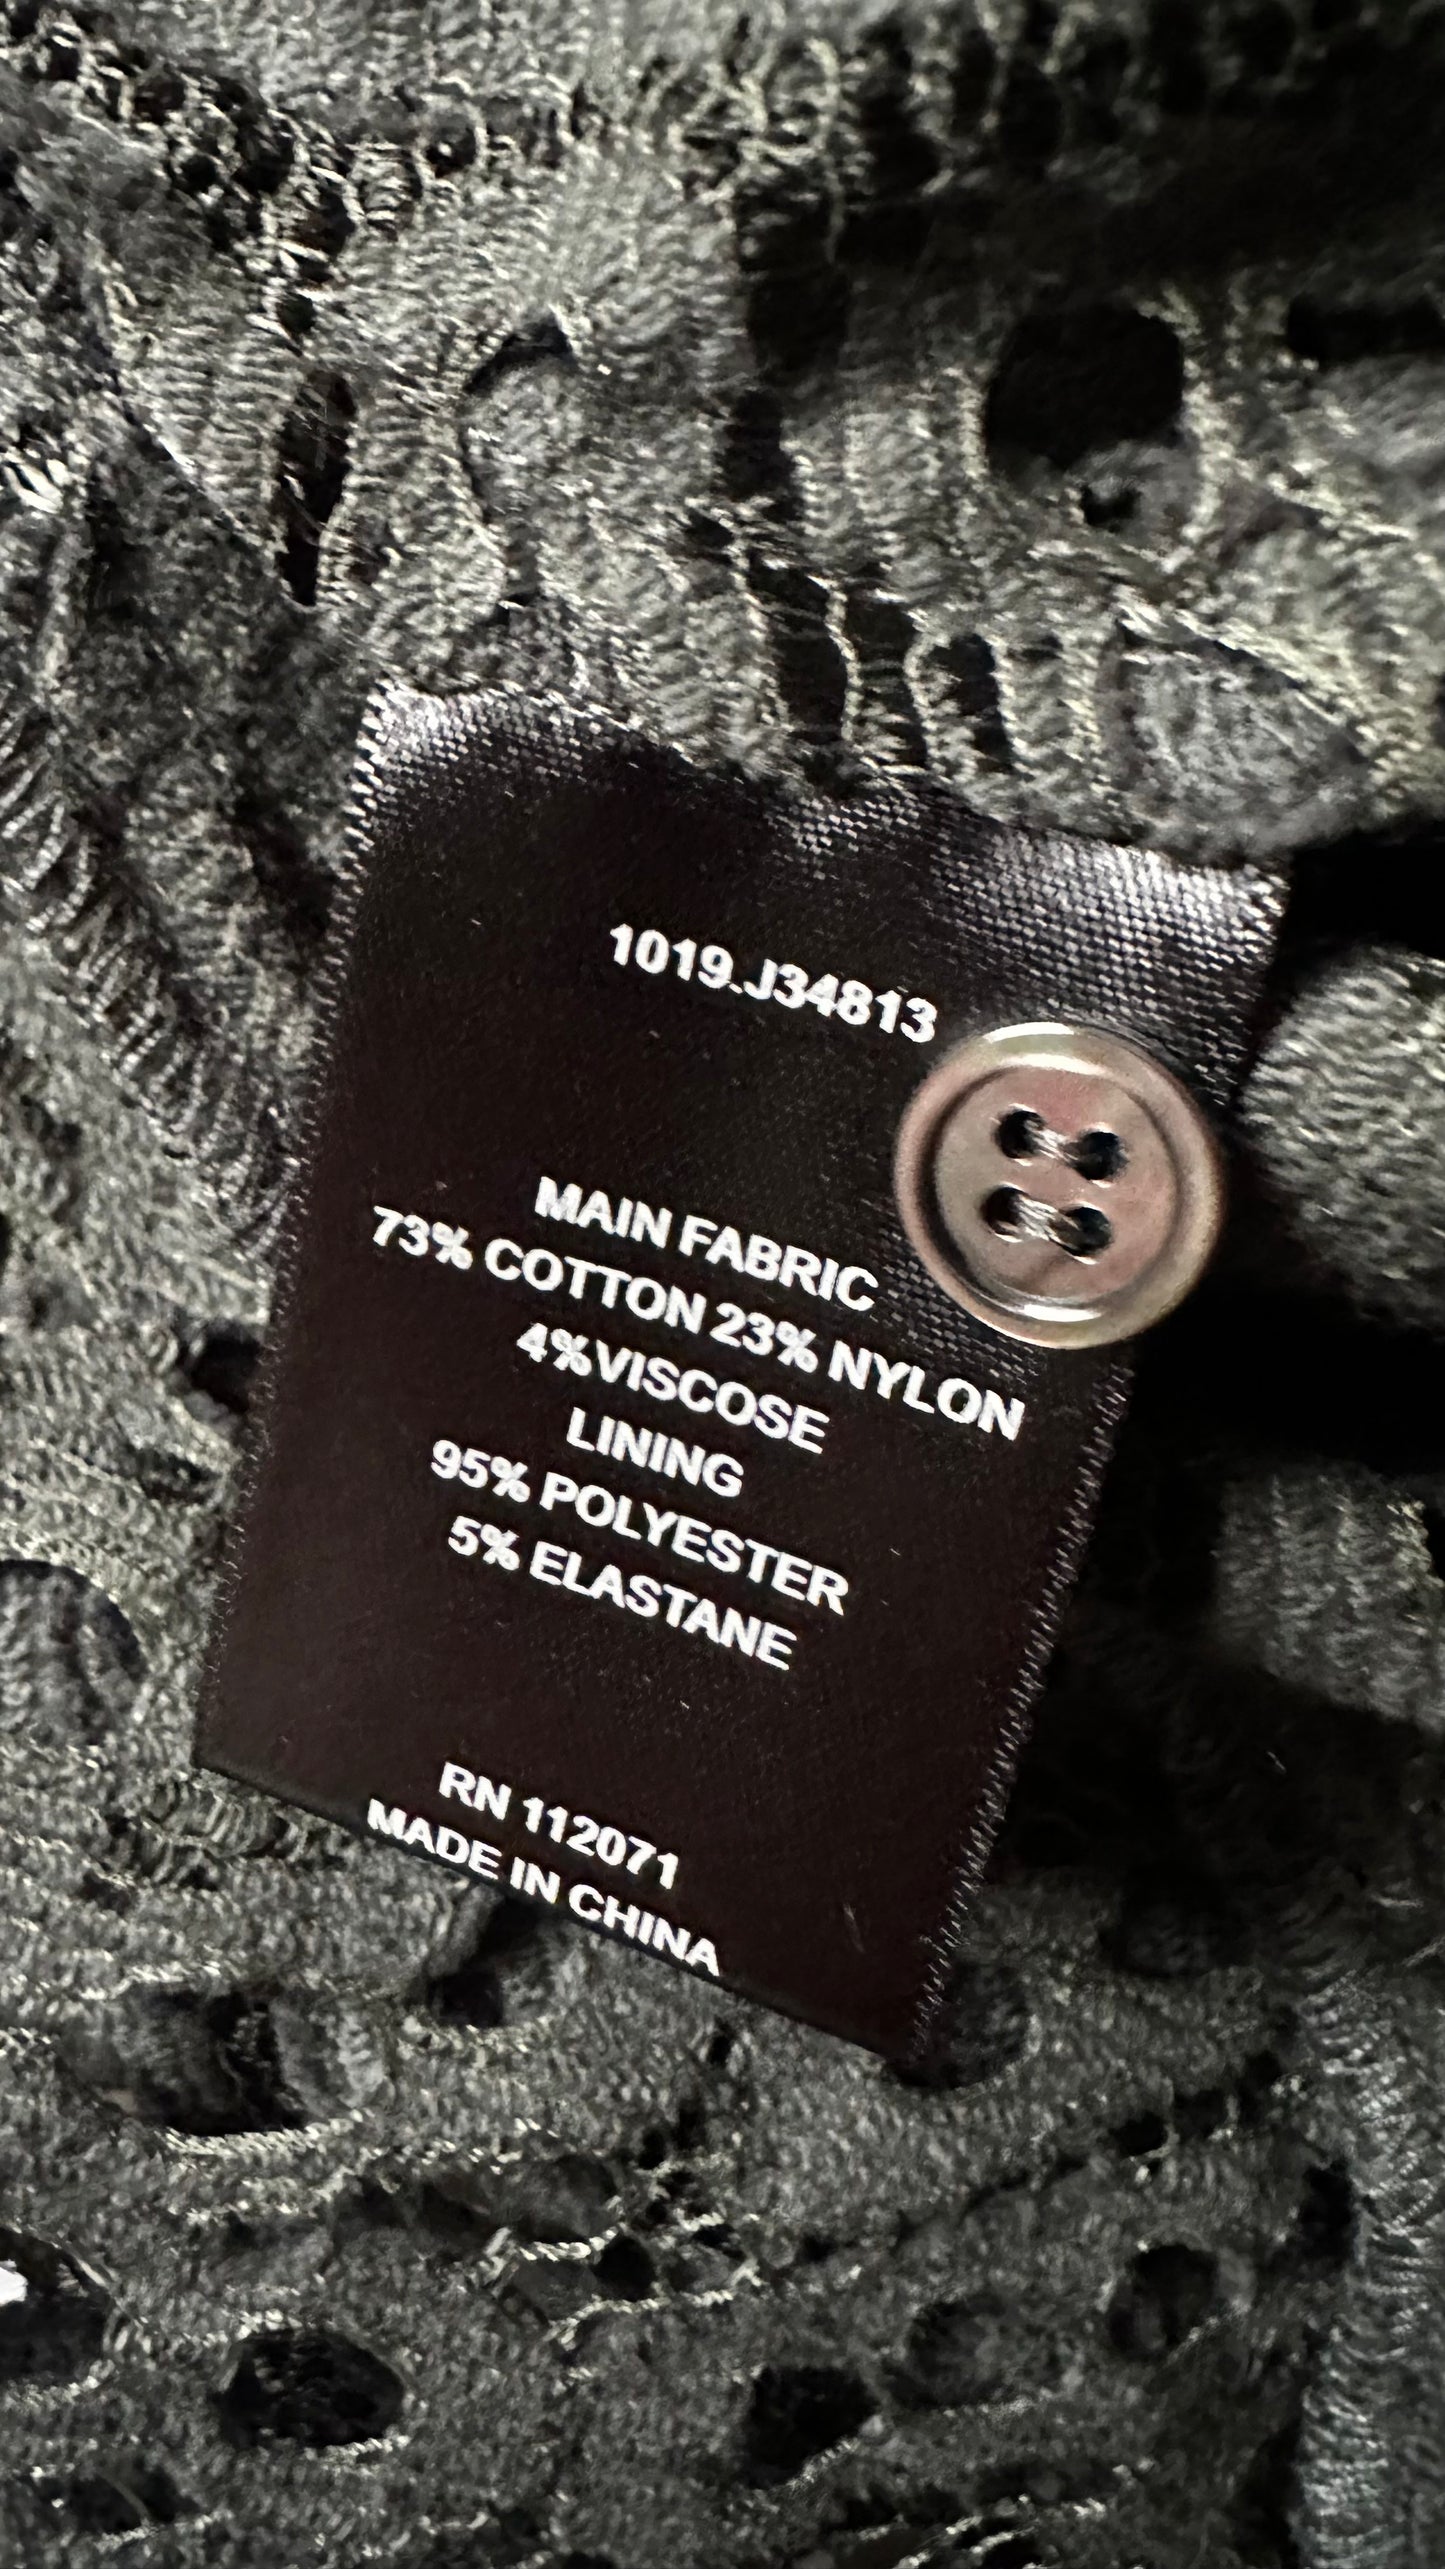 1019.J34813
MAIN FABRIC
73% COTTON 23% NYLON
4%VISCOSE
LINING
95% POLYESTER
5% ELASTANE
RN 112071
MADE IN CHINA